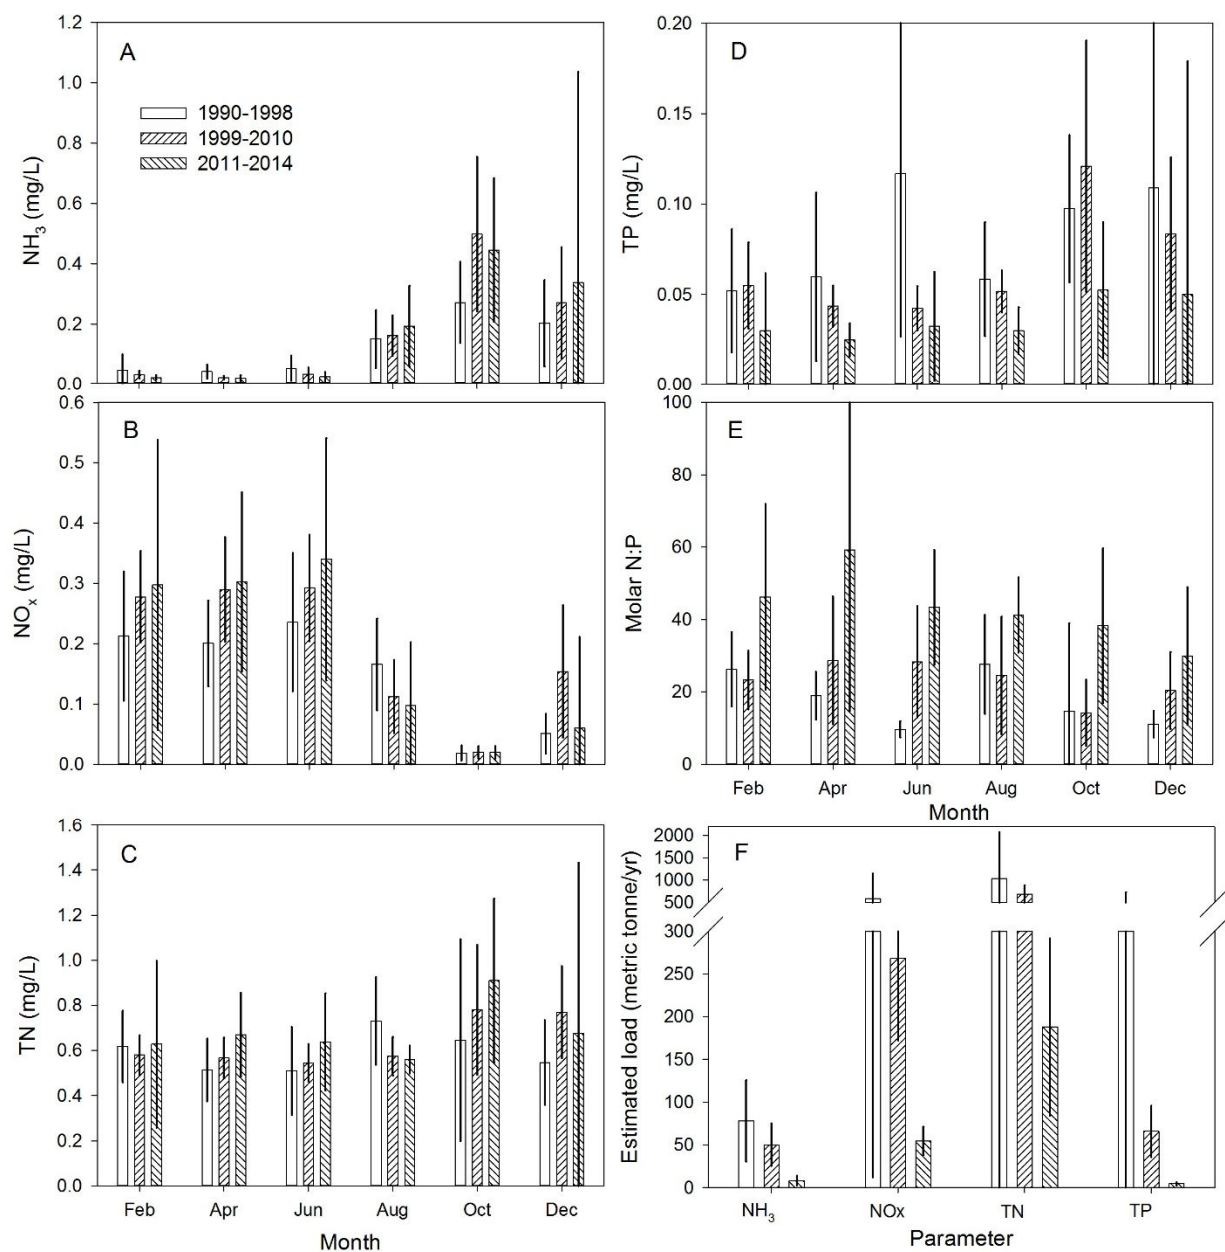 A
1990-1998
1999-2010
2011-2014
NH₃ (mg/L)
1.2
1.0
0.8
0.6
0.4
0.2
0.0
B
NOₓ (mg/L)
0.6
0.5
0.4
0.3
0.2
0.1
0.0
C
TN (mg/L)
1.6
1.4
1.2
1.0
0.8
0.6
0.4
0.2
0.0
Feb Apr Jun Aug Oct Dec
Month
D
TP (mg/L)
0.20
0.15
0.10
0.05
0.00
E
Molar N:P
100
80
60
40
20
0
Feb Apr Jun Aug Oct Dec
Month
F
Estimated load (metric tonne/yr)
2000
1500
1000
500
300
250
200
150
100
50
0
NH₃ NOx TN TP
Parameter